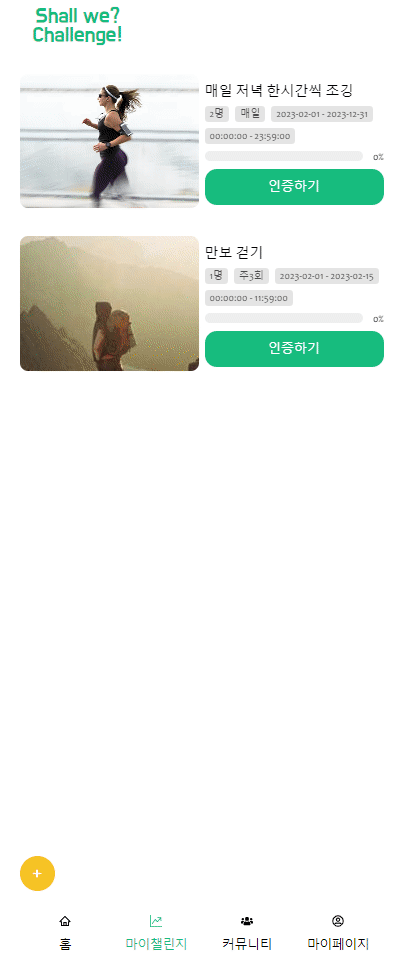 Shall we?
Challenge!
매일 저녁 한시간씩 조깅
2명 매일 2023-02-01 - 2023-12-31
00:00:00 - 23:59:00
0%
인증하기
만보 걷기
1명 주3회 2023-02-01 - 2023-02-15
00:00:00 - 11:59:00
0%
인증하기
+
홈 마이챌린지 커뮤니티 마이페이지